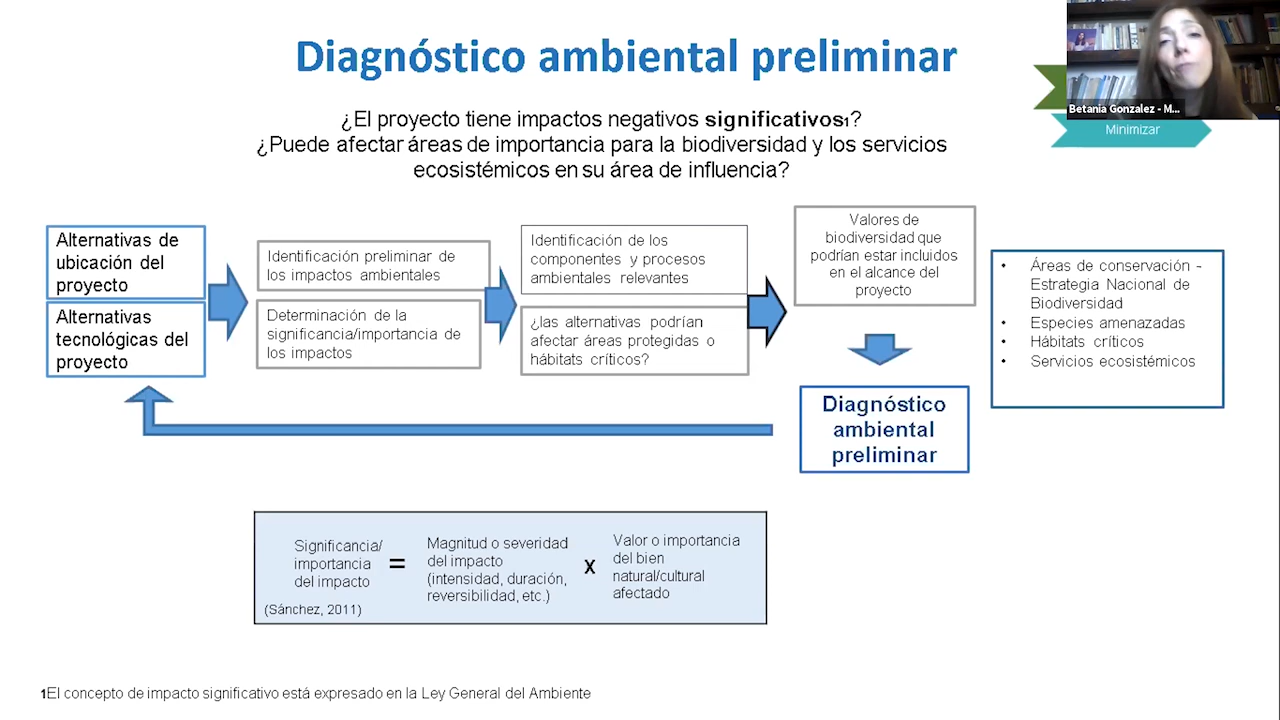 Diagnóstico ambiental preliminar
Betania Gonzalez - M...
Minimizar
¿El proyecto tiene impactos negativos significativos1?
¿Puede afectar áreas de importancia para la biodiversidad y los servicios
ecosistémicos en su área de influencia?
Alternativas de
ubicación del
proyecto
Alternativas
tecnológicas del
proyecto
Identificación preliminar de
los impactos ambientales
Determinación de la
significancia/importancia de
los impactos
Identificación de los
componentes y procesos
ambientales relevantes
¿las alternativas podrían
afectar áreas protegidas o
hábitats críticos?
Valores de
biodiversidad que
podrían estar incluidos
en el alcance del
proyecto
• Áreas de conservación -
Estrategia Nacional de
Biodiversidad
• Especies amenazadas
• Hábitats críticos
• Servicios ecosistémicos
Diagnóstico
ambiental
preliminar
Significancia/
importancia
del impacto
(Sánchez, 2011)
=
Magnitud o severidad
del impacto
(intensidad, duración,
reversibilidad, etc.)
x
Valor o importancia
del bien
natural/cultural
afectado
1El concepto de impacto significativo está expresado en la Ley General del Ambiente